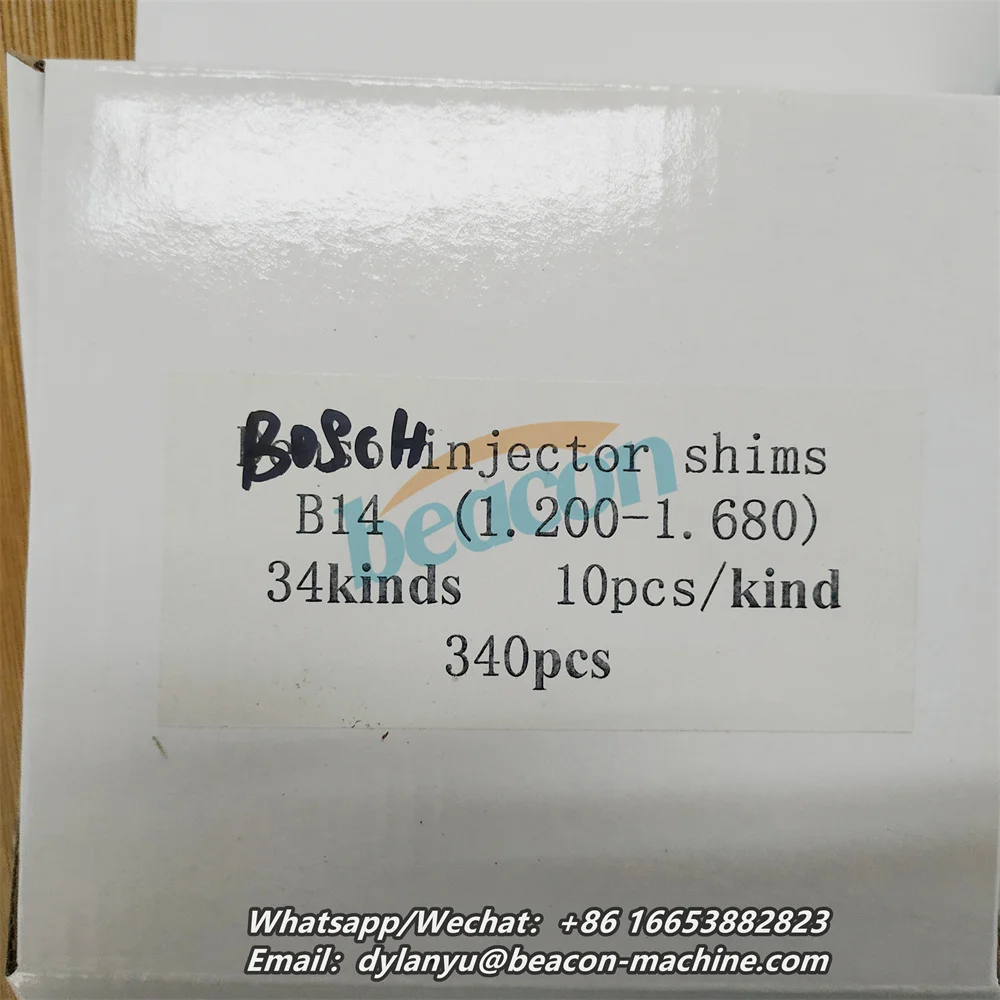 BOSCH injector shims
B14 (1.200-1.680)
34kinds 10pcs/kind
340pcs
beacon
Whatsapp/Wechat: +86 16653882823
Email: dylanyu@beacon-machine.com